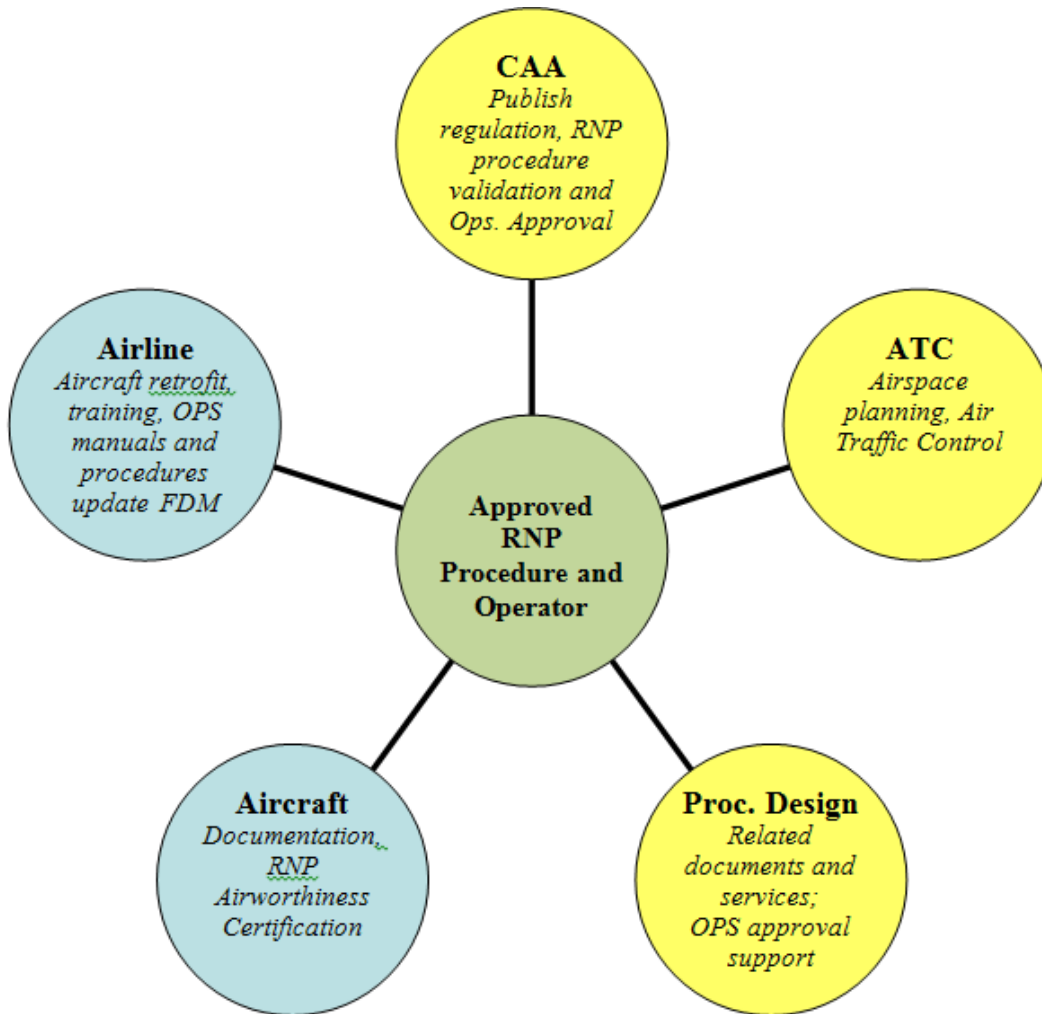 CAA
Publish
regulation, RNP
procedure
validation and
Ops. Approval
Airline
Aircraft retrofit,
training, OPS
manuals and
procedures
update FDM
ATC
Airspace
planning, Air
Traffic Control
Approved
RNP
Procedure and
Operator
Aircraft
Documentation,
RNP
Airworthiness
Certification
Proc. Design
Related
documents and
services;
OPS approval
support